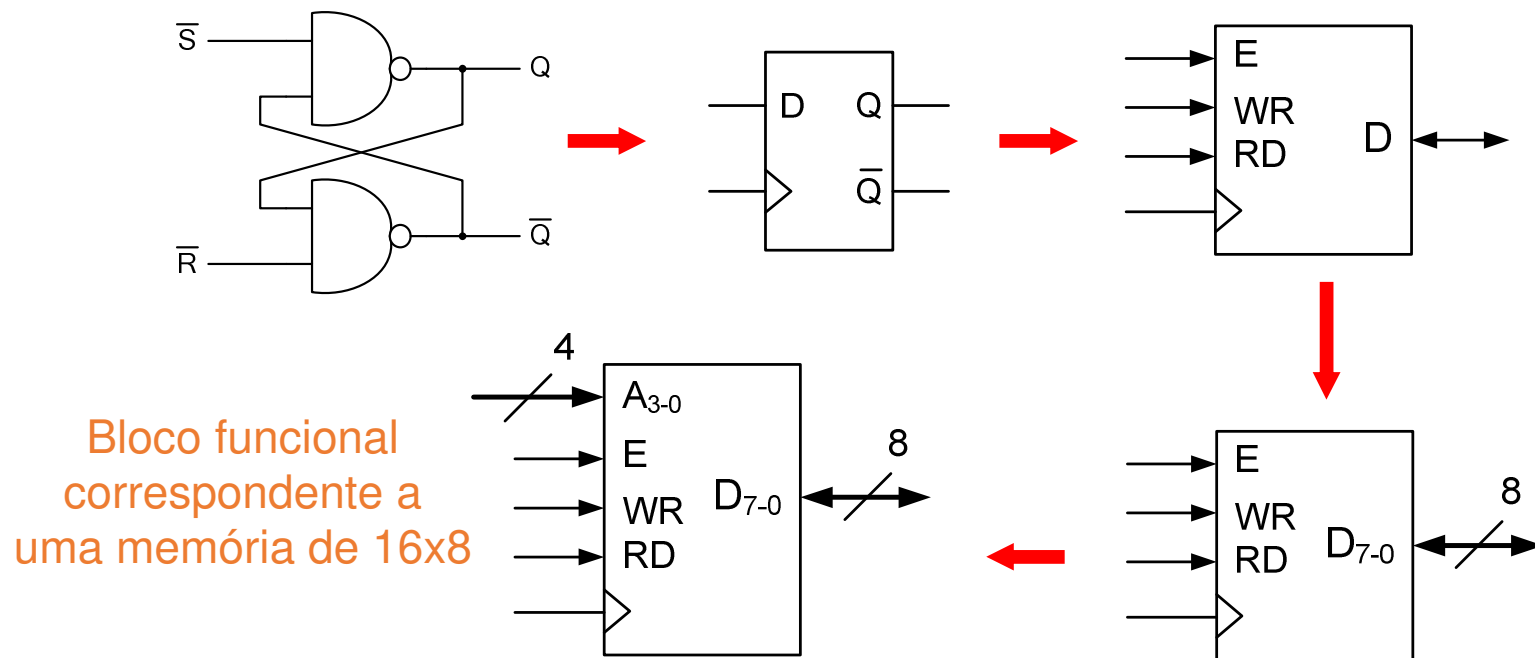 S̅
Q
R̅
Q̅
D Q
Q̅
E
WR
RD
D
4
A3-0
E
WR
RD
D7-0
8
Bloco funcional
correspondente a
uma memória de 16x8
E
WR
RD
D7-0
8